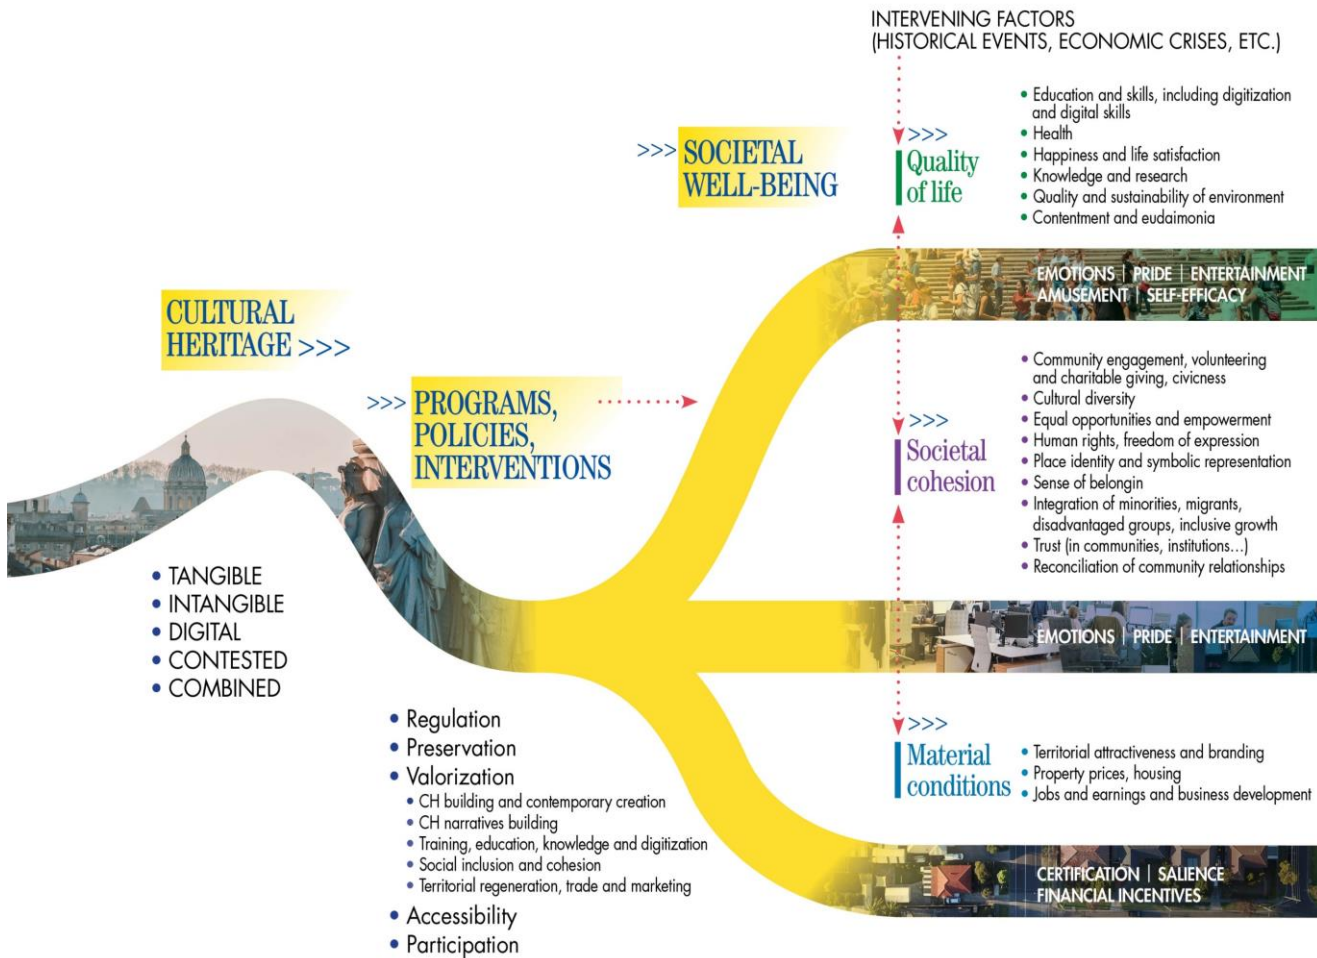 INTERVENING FACTORS
(HISTORICAL EVENTS, ECONOMIC CRISES, ETC.)
CULTURAL
HERITAGE >>>
• TANGIBLE
• INTANGIBLE
• DIGITAL
• CONTESTED
• COMBINED
>>> PROGRAMS,
POLICIES,
INTERVENTIONS
• Regulation
• Preservation
• Valorization
• CH building and contemporary creation
• CH narratives building
• Training, education, knowledge and digitization
• Social inclusion and cohesion
• Territorial regeneration, trade and marketing
• Accessibility
• Participation
>>> SOCIETAL
WELL-BEING
>>>
Quality
of life
• Education and skills, including digitization
and digital skills
• Health
• Happiness and life satisfaction
• Knowledge and research
• Quality and sustainability of environment
• Contentment and eudaimonia
EMOTIONS | PRIDE | ENTERTAINMENT
AMUSEMENT | SELF-EFFICACY
>>>
Societal
cohesion
• Community engagement, volunteering
and charitable giving, civicness
• Cultural diversity
• Equal opportunities and empowerment
• Human rights, freedom of expression
• Place identity and symbolic representation
• Sense of belongin
• Integration of minorities, migrants,
disadvantaged groups, inclusive growth
• Trust (in communities, institutions...)
• Reconciliation of community relationships
EMOTIONS | PRIDE | ENTERTAINMENT
>>>
Material
conditions
• Territorial attractiveness and branding
• Property prices, housing
• Jobs and earnings and business development
CERTIFICATION | SALIENCE
FINANCIAL INCENTIVES